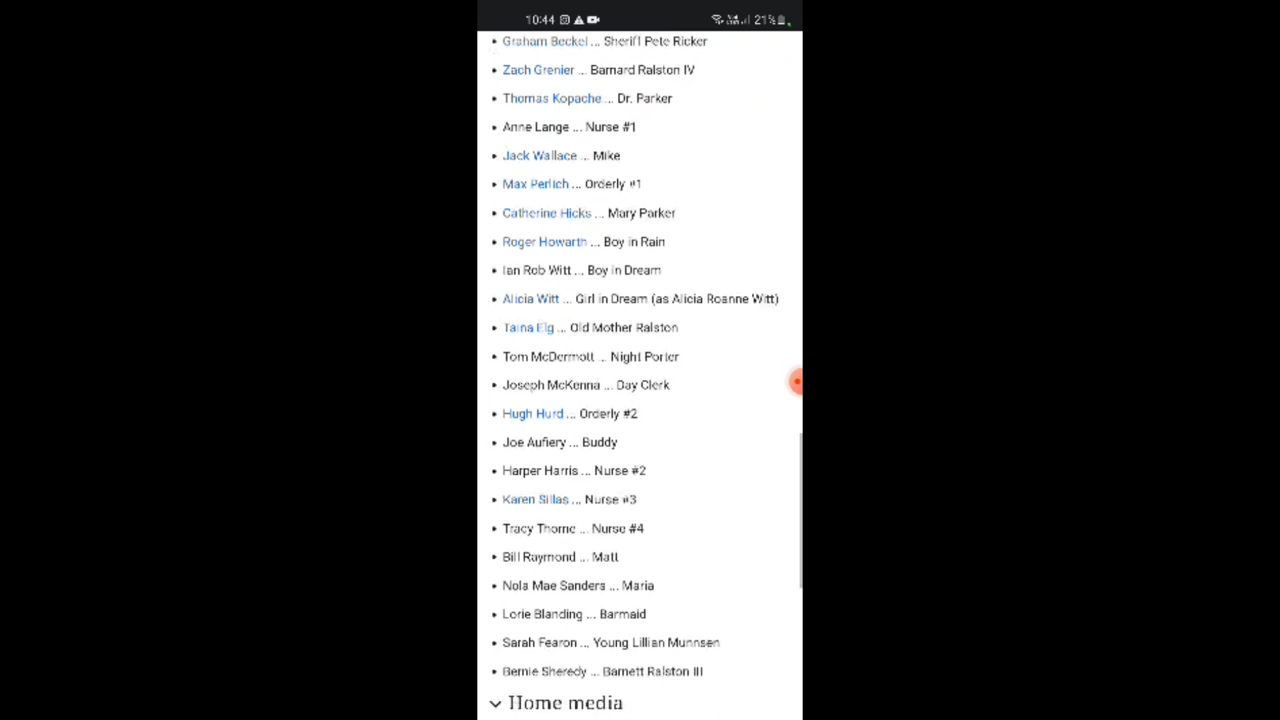 10:44 21%
• Graham Beckel ... Sheriff Pete Ricker
• Zach Grenier ... Barnard Ralston IV
• Thomas Kopache ... Dr. Parker
• Anne Lange ... Nurse #1
• Jack Wallace ... Mike
• Max Perlich ... Orderly #1
• Catherine Hicks ... Mary Parker
• Roger Howarth ... Boy in Rain
• Ian Rob Witt ... Boy in Dream
• Alicia Witt ... Girl in Dream (as Alicia Roanne Witt)
• Taina Elg ... Old Mother Ralston
• Tom McDermott ... Night Porter
• Joseph McKenna ... Day Clerk
• Hugh Hurd ... Orderly #2
• Joe Aufiery ... Buddy
• Harper Harris ... Nurse #2
• Karen Sillas ... Nurse #3
• Tracy Thorne ... Nurse #4
• Bill Raymond ... Matt
• Nola Mae Sanders ... Maria
• Lorie Blanding ... Barmaid
• Sarah Fearon ... Young Lillian Munnsen
• Bernie Sheredy ... Barnett Ralston III
Home media